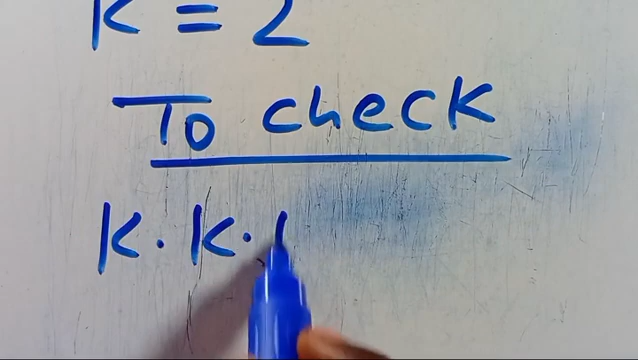 K = 2
To check
K. K.